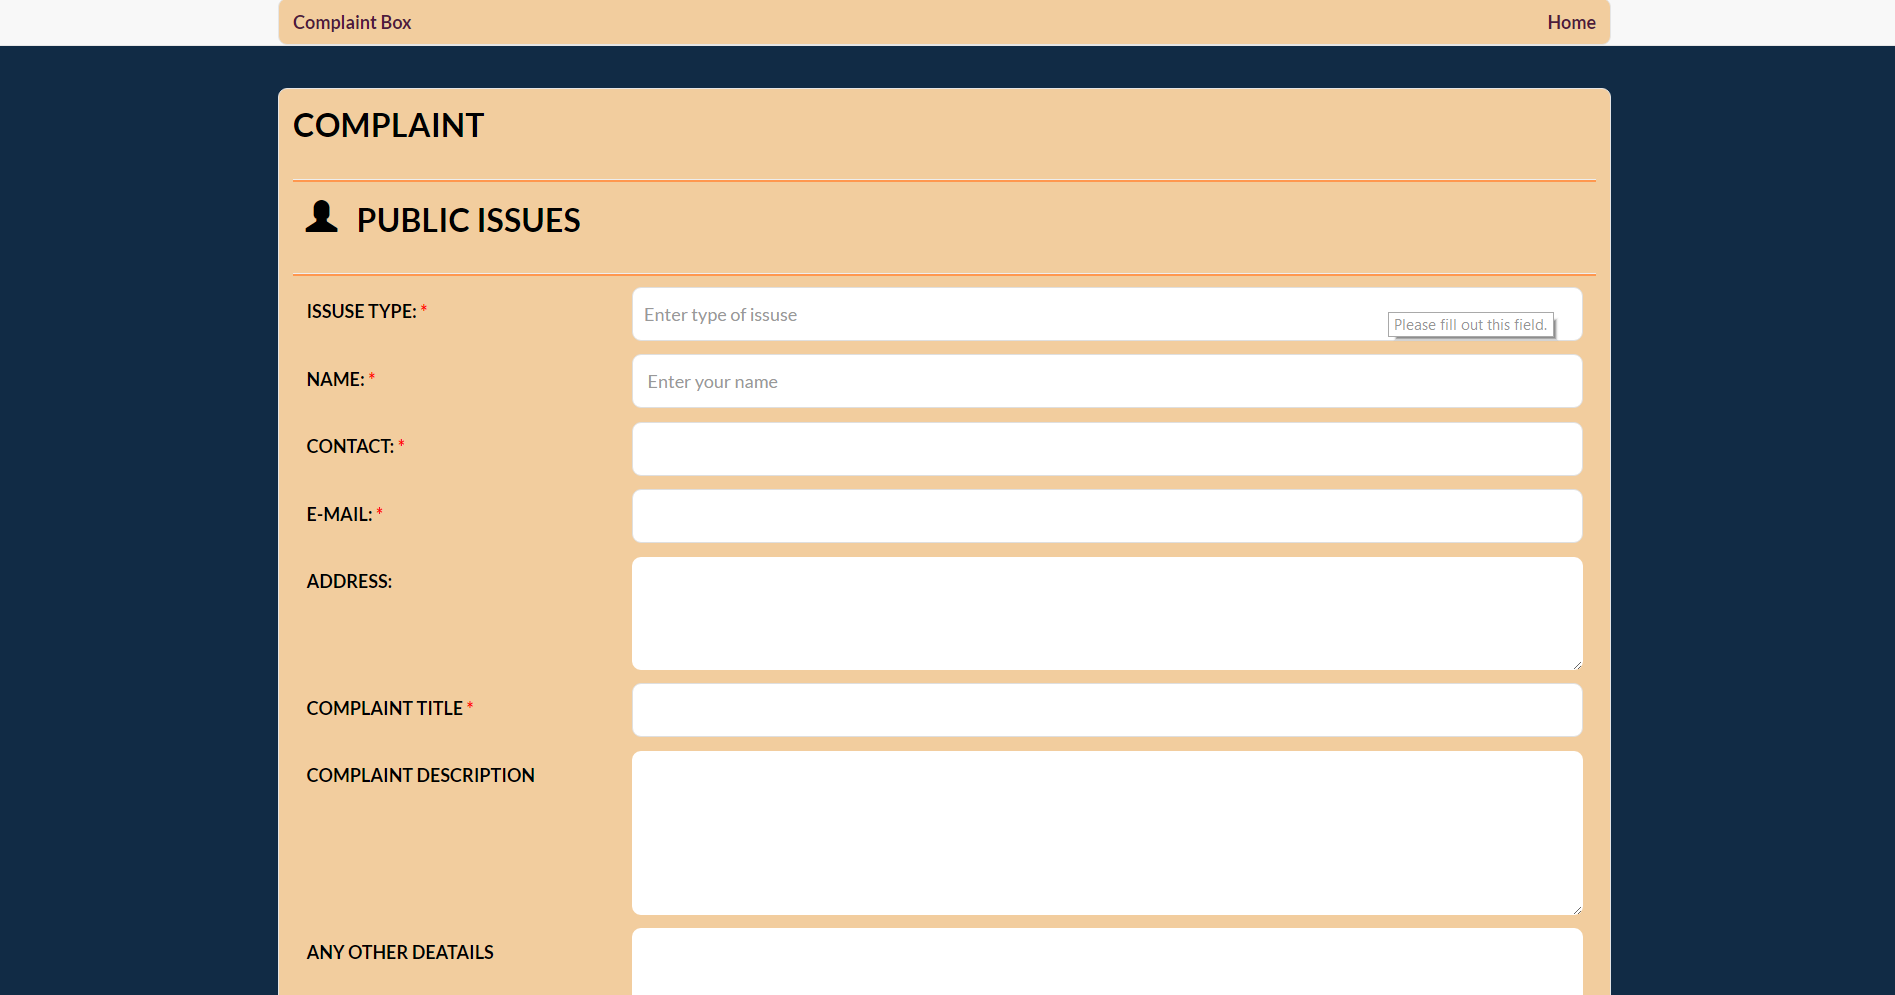 Complaint Box
Home
COMPLAINT
PUBLIC ISSUES
ISSUSE TYPE: *
Enter type of issuse
Please fill out this field.
NAME: *
Enter your name
CONTACT: *
E-MAIL: *
ADDRESS:
COMPLAINT TITLE *
COMPLAINT DESCRIPTION
ANY OTHER DEATAILS